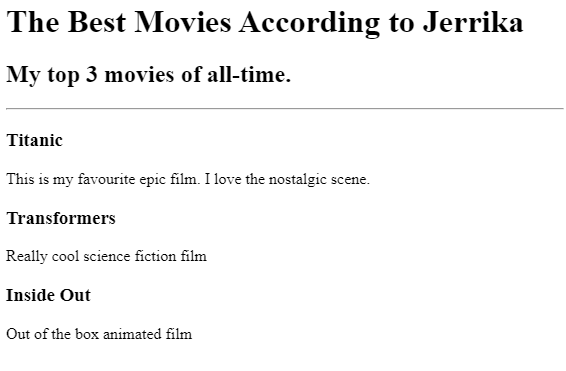 The Best Movies According to Jerrika
My top 3 movies of all-time.
Titanic
This is my favourite epic film. I love the nostalgic scene.
Transformers
Really cool science fiction film
Inside Out
Out of the box animated film